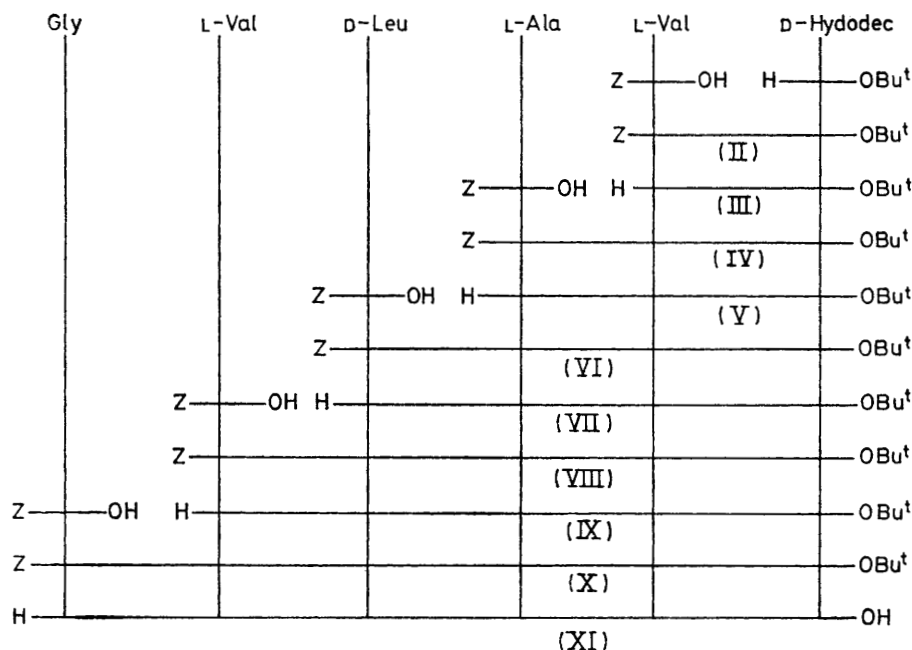 Gly L-Val D-Leu L-Ala L-Val D-Hydodec
Z OH H OBuᵗ
Z OBuᵗ
(II)
Z OH H OBuᵗ
(III)
Z OBuᵗ
(IV)
Z OH H OBuᵗ
(V)
Z OBuᵗ
(VI)
Z OH H OBuᵗ
(VII)
Z OBuᵗ
(VIII)
Z OH H OBuᵗ
(IX)
Z OBuᵗ
(X)
H OH
(XI)